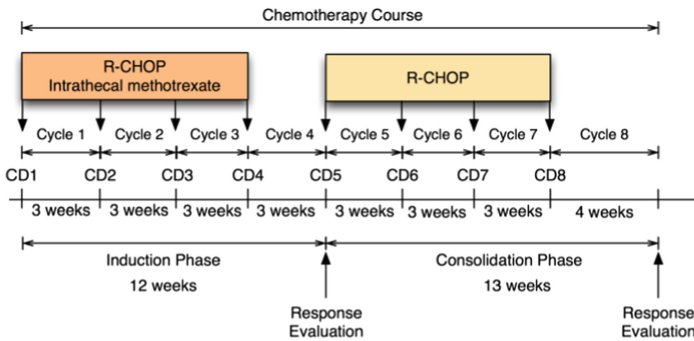 Chemotherapy Course
R-CHOP
Intrathecal methotrexate
R-CHOP
Cycle 1 Cycle 2 Cycle 3 Cycle 4 Cycle 5 Cycle 6 Cycle 7 Cycle 8
CD1 CD2 CD3 CD4 CD5 CD6 CD7 CD8
3 weeks 3 weeks 3 weeks 3 weeks 3 weeks 3 weeks 3 weeks 4 weeks
Induction Phase Consolidation Phase
12 weeks 13 weeks
Response Response
Evaluation Evaluation